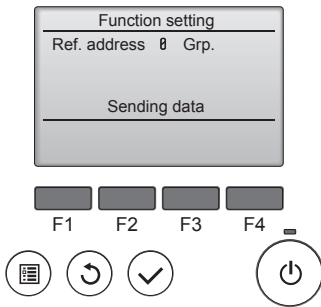 Function setting
Ref. address 0 Grp.
Sending data
F1 F2 F3 F4